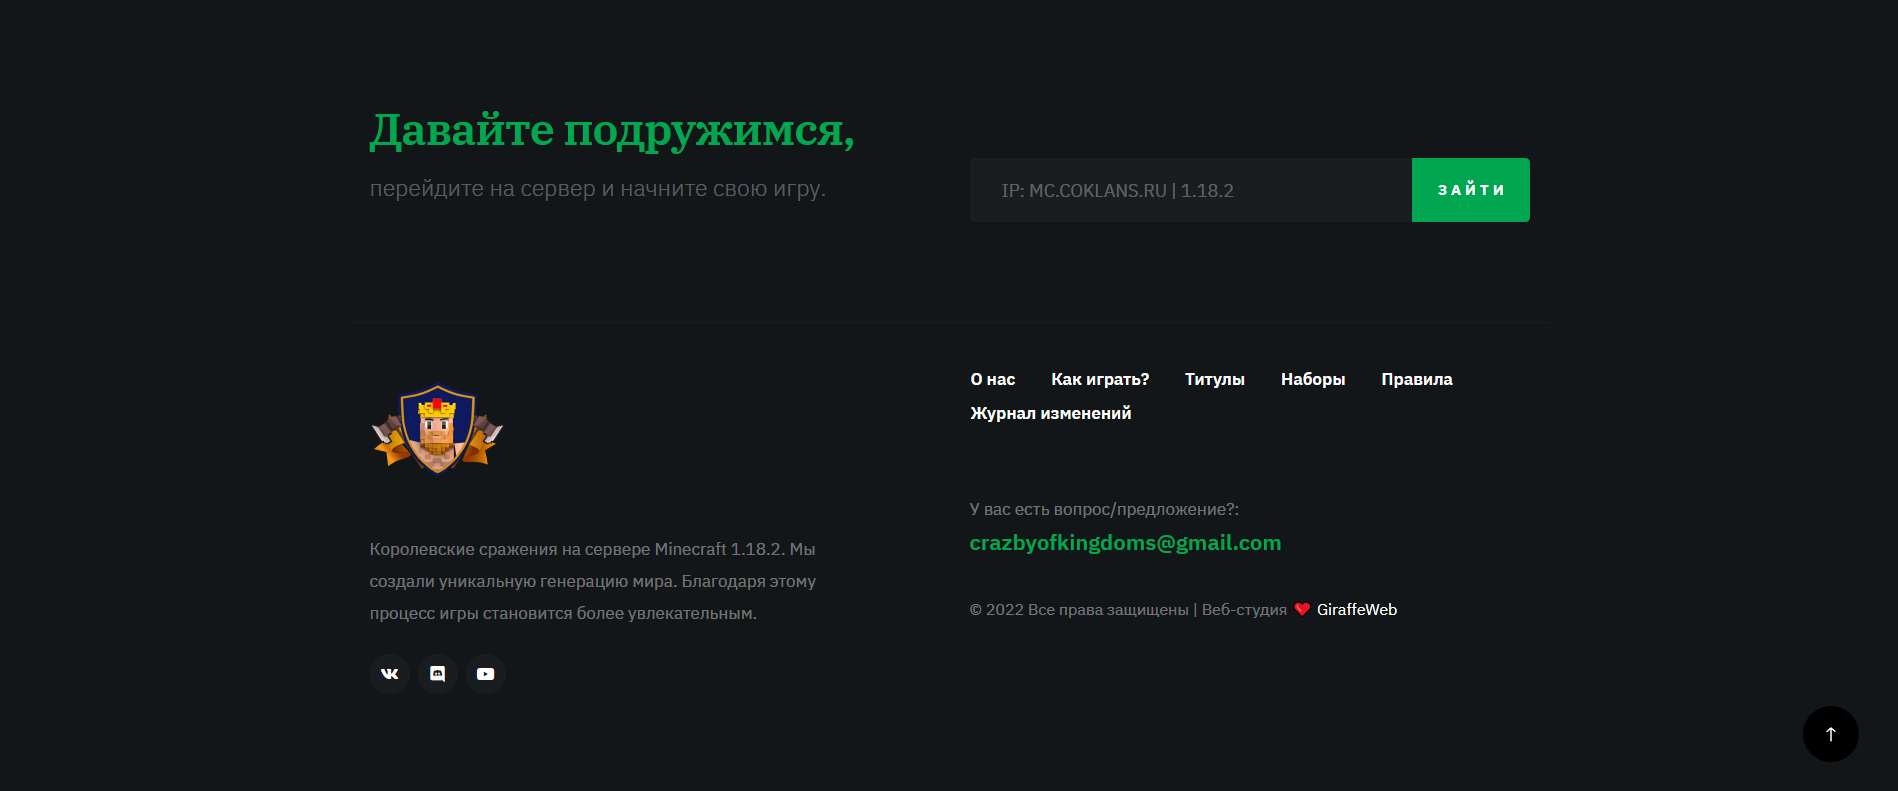 Давайте подружимся,
перейдите на сервер и начните свою игру.
IP: MC.COKLANS.RU | 1.18.2
ЗАЙТИ
О нас Как играть? Титулы Наборы Правила
Журнал изменений
Королевские сражения на сервере Minecraft 1.18.2. Мы
создали уникальную генерацию мира. Благодаря этому
процесс игры становится более увлекательным.
У вас есть вопрос/предложение?:
crazbyofkingdoms@gmail.com
© 2022 Все права защищены | Веб-студия ❤ GiraffeWeb